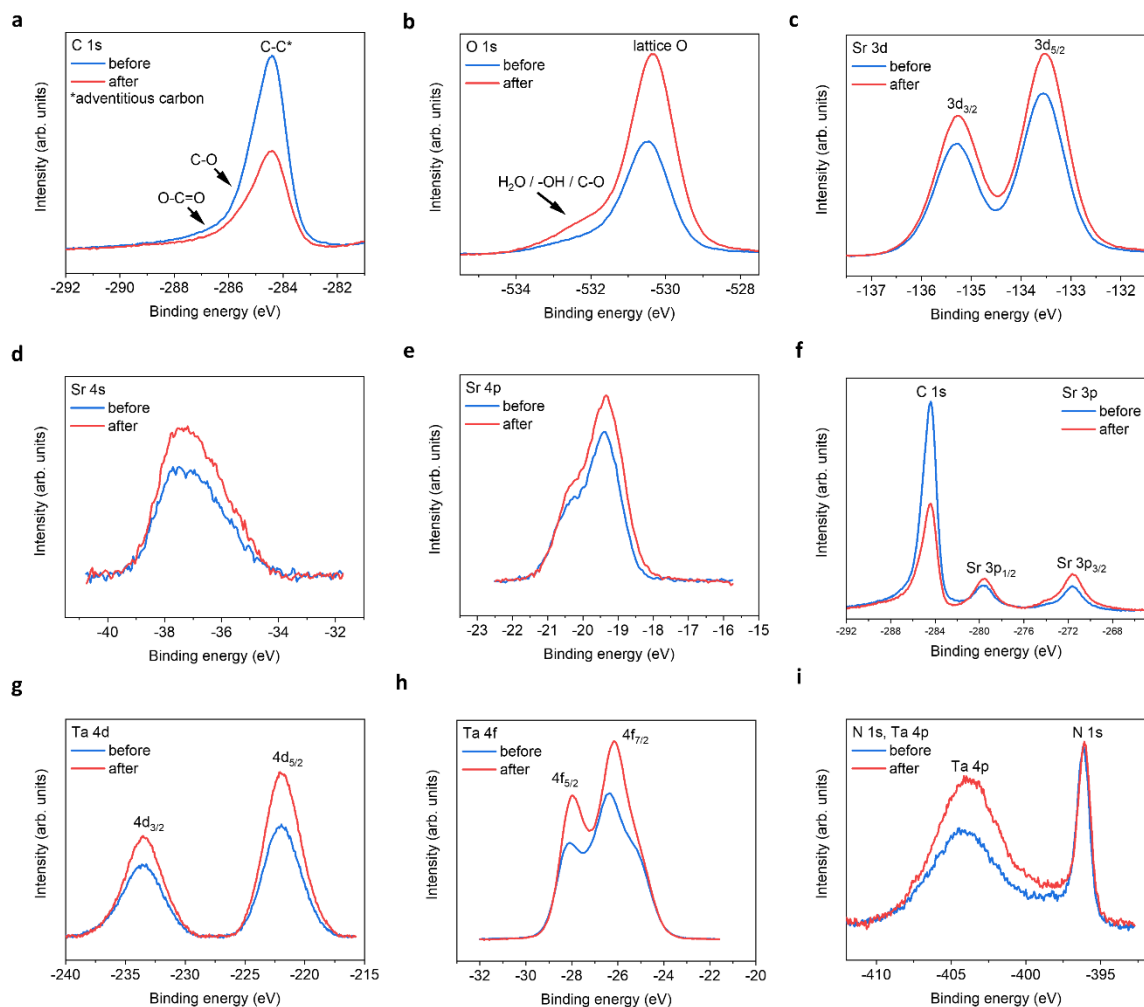 a
C 1s
before
after
*adventitious carbon
C-C*
C-O
O-C=O
Intensity (arb. units)
-292 -290 -288 -286 -284 -282
Binding energy (eV)
b
O 1s
before
after
lattice O
H₂O / -OH / C-O
Intensity (arb. units)
-534 -532 -530 -528
Binding energy (eV)
c
Sr 3d
before
after
3d₅/₂
3d₃/₂
Intensity (arb. units)
-137 -136 -135 -134 -133 -132
Binding energy (eV)
d
Sr 4s
before
after
Intensity (arb. units)
-40 -38 -36 -34 -32
Binding energy (eV)
e
Sr 4p
before
after
Intensity (arb. units)
-23 -22 -21 -20 -19 -18 -17 -16 -15
Binding energy (eV)
f
C 1s
Sr 3p
before
after
Sr 3p₁/₂
Sr 3p₃/₂
Intensity (arb. units)
-292 -288 -284 -280 -276 -272 -268
Binding energy (eV)
g
Ta 4d
before
after
4d₅/₂
4d₃/₂
Intensity (arb. units)
-240 -235 -230 -225 -220 -215
Binding energy (eV)
h
Ta 4f
before
after
4f₇/₂
4f₅/₂
Intensity (arb. units)
-32 -30 -28 -26 -24 -22 -20
Binding energy (eV)
i
N 1s, Ta 4p
before
after
N 1s
Ta 4p
Intensity (arb. units)
-410 -405 -400 -395
Binding energy (eV)